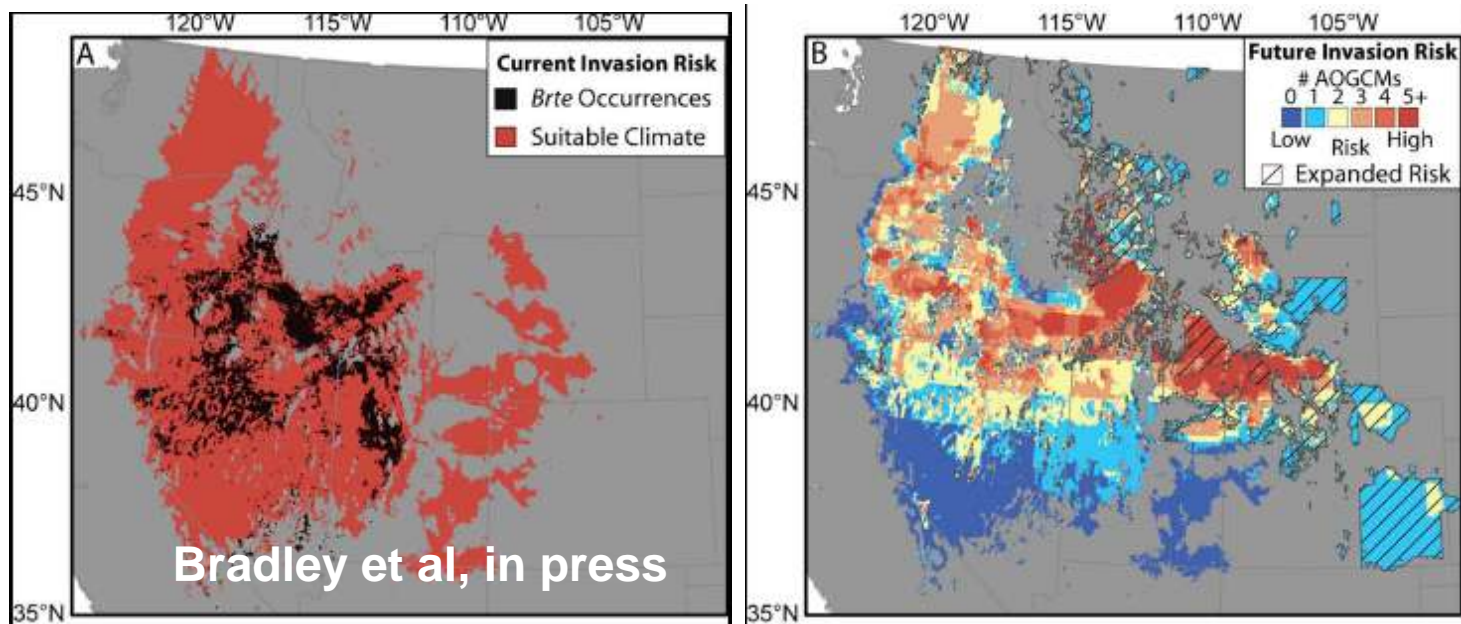 120°W 115°W 110°W 105°W
A
Current Invasion Risk
Brte Occurrences
Suitable Climate
45°N
40°N
35°N
Bradley et al, in press
120°W 115°W 110°W 105°W
B
Future Invasion Risk
# AOGCMs
0 1 2 3 4 5+
Low Risk High
Expanded Risk
45°N
40°N
35°N